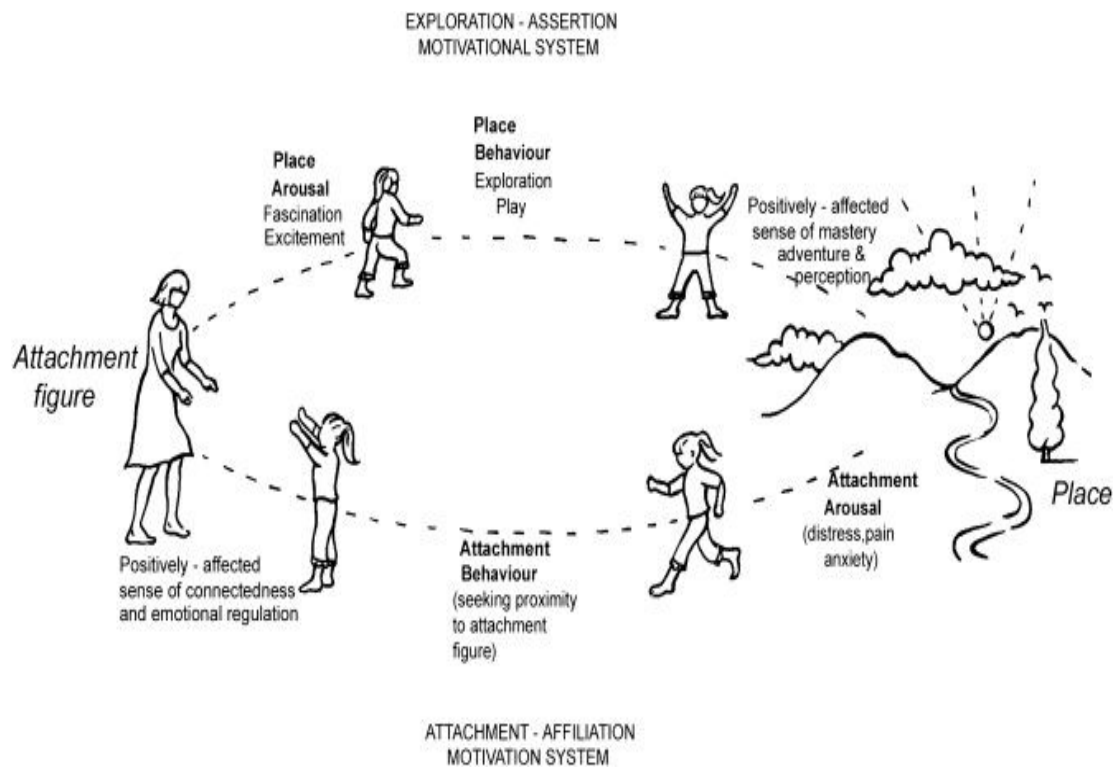 EXPLORATION - ASSERTION
MOTIVATIONAL SYSTEM
Place
Arousal
Fascination
Excitement
Place
Behaviour
Exploration
Play
Positively - affected
sense of mastery
adventure &
perception
Attachment
figure
Place
Attachment
Arousal
(distress,pain
anxiety)
Attachment
Behaviour
(seeking proximity
to attachment
figure)
Positively - affected
sense of connectedness
and emotional regulation
ATTACHMENT - AFFILIATION
MOTIVATION SYSTEM